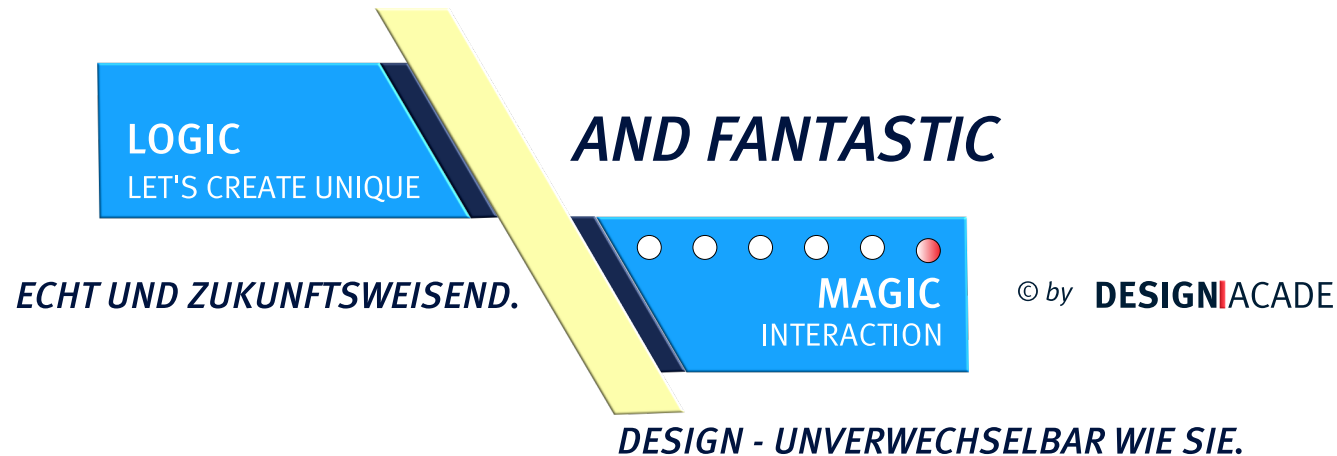 LOGIC
LET'S CREATE UNIQUE
AND FANTASTIC
MAGIC
INTERACTION
ECHT UND ZUKUNFTSWEISEND.
© by DESIGN|ACADE
DESIGN - UNVERWECHSELBAR WIE SIE.